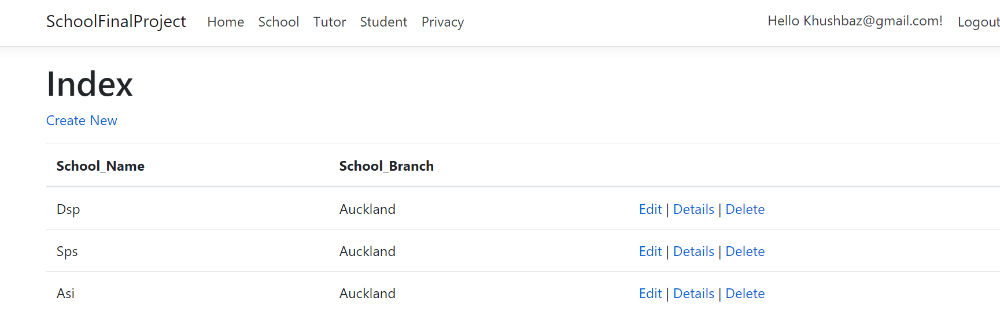 SchoolFinalProject Home School Tutor Student Privacy Hello Khushbaz@gmail.com! Logout
Index
Create New
School_Name School_Branch
Dsp Auckland Edit | Details | Delete
Sps Auckland Edit | Details | Delete
Asi Auckland Edit | Details | Delete